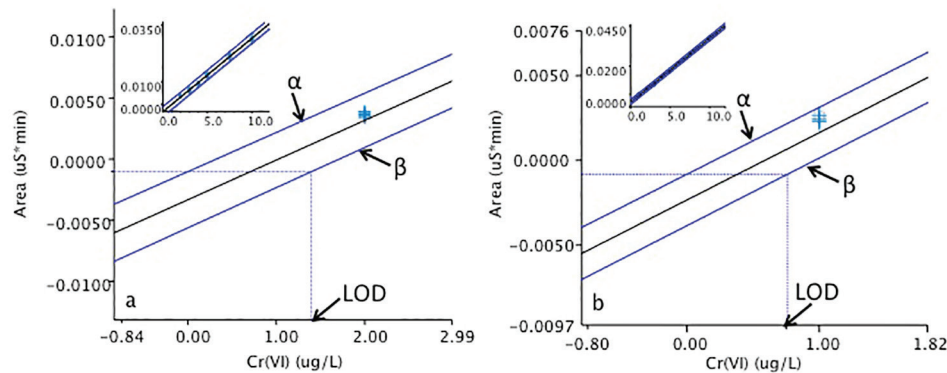 0.0100
0.0050
0.0000
-0.0050
-0.0100
Area (uS*min)
0.0350
0.0100
0.0000
0.0
5.0
10.0
α
β
a
LOD
-0.84
0.00
1.00
2.00
2.99
Cr(VI) (ug/L)
0.0076
0.0050
0.0000
-0.0050
-0.0097
Area (uS*min)
0.0450
0.0200
0.0000
0.0
5.0
10.0
α
β
b
LOD
-0.80
0.00
1.00
1.82
Cr(VI) (ug/L)